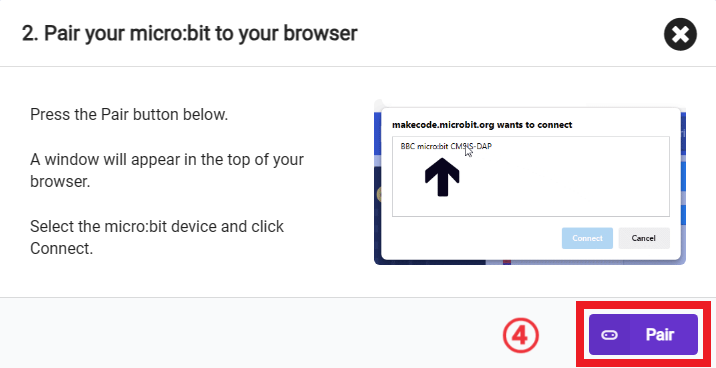 2. Pair your micro:bit to your browser
Press the Pair button below.
A window will appear in the top of your
browser.
Select the micro:bit device and click
Connect.
makecode.microbit.org wants to connect
BBC micro:bit CMSIS-DAP
Connect
Cancel
④
Pair